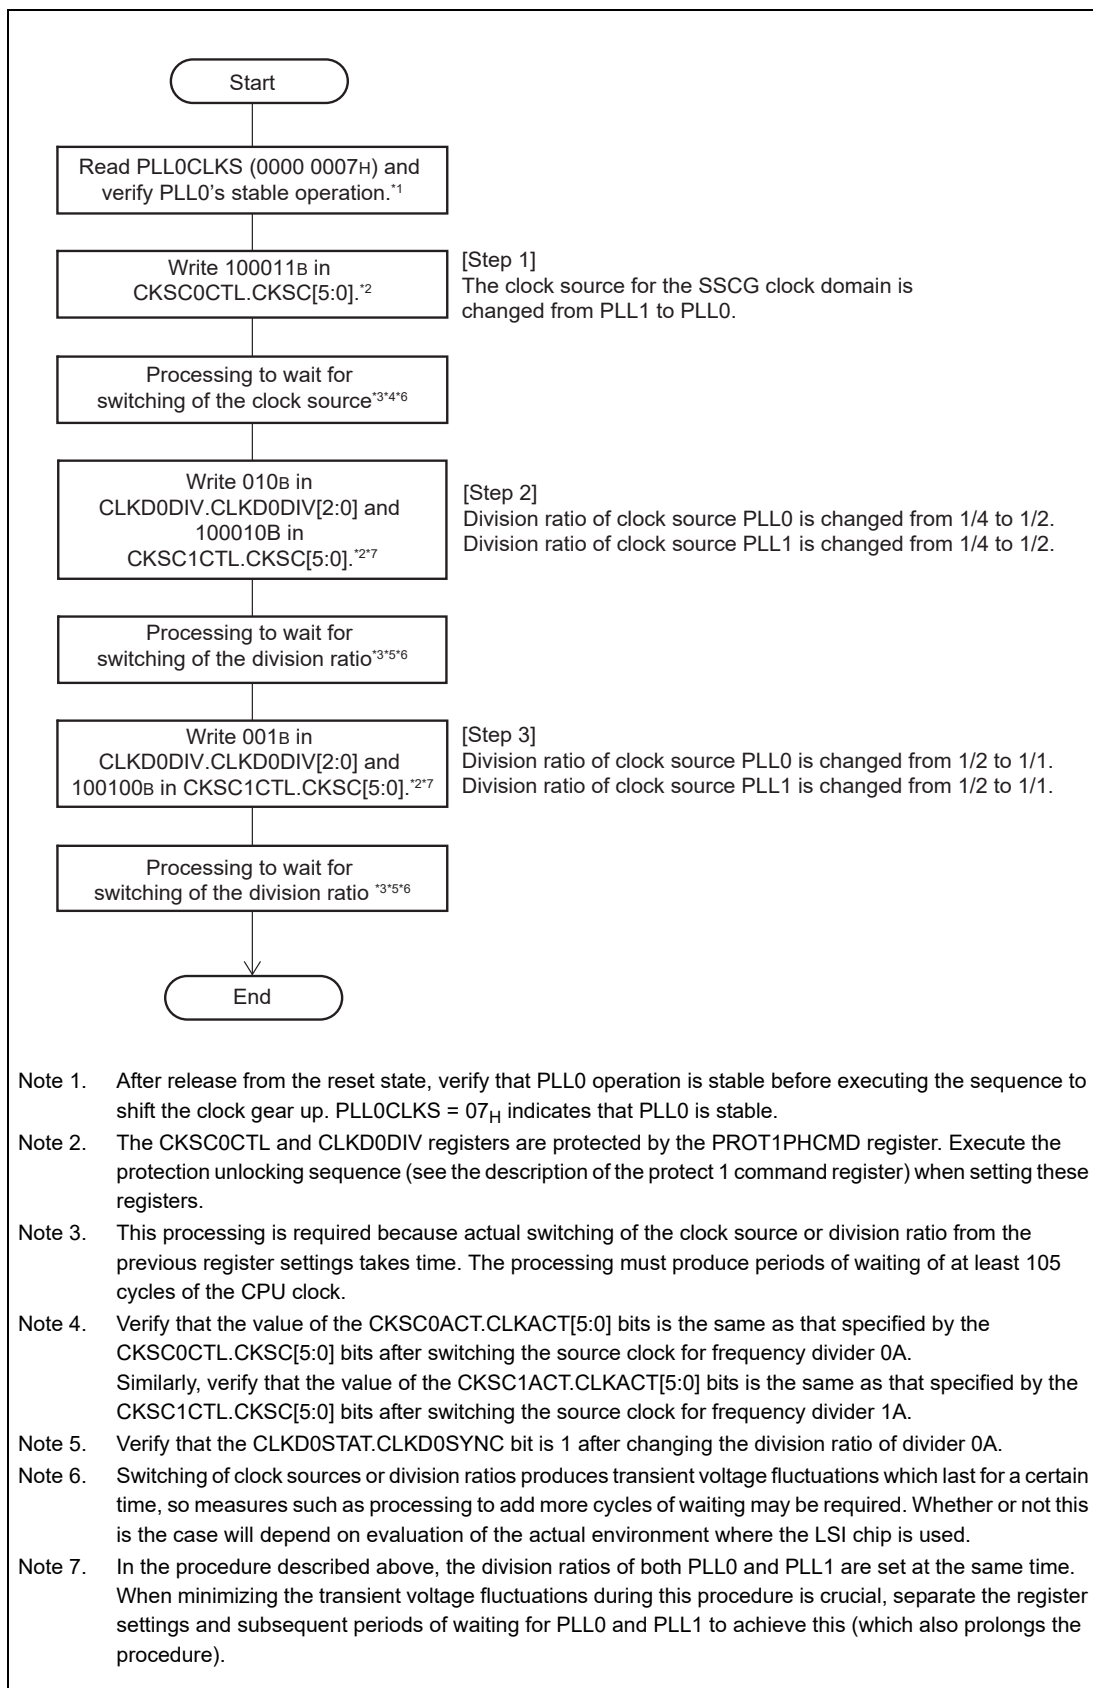 Start
Read PLL0CLKS (0000 0007H) and
verify PLL0's stable operation.*1
Write 100011B in
CKSC0CTL.CKSC[5:0].*2
[Step 1]
The clock source for the SSCG clock domain is
changed from PLL1 to PLL0.
Processing to wait for
switching of the clock source*3*4*6
Write 010B in
CLKD0DIV.CLKD0DIV[2:0] and
100010B in
CKSC1CTL.CKSC[5:0].*2*7
[Step 2]
Division ratio of clock source PLL0 is changed from 1/4 to 1/2.
Division ratio of clock source PLL1 is changed from 1/4 to 1/2.
Processing to wait for
switching of the division ratio*3*5*6
Write 001B in
CLKD0DIV.CLKD0DIV[2:0] and
100100B in CKSC1CTL.CKSC[5:0].*2*7
[Step 3]
Division ratio of clock source PLL0 is changed from 1/2 to 1/1.
Division ratio of clock source PLL1 is changed from 1/2 to 1/1.
Processing to wait for
switching of the division ratio *3*5*6
End
Note 1. After release from the reset state, verify that PLL0 operation is stable before executing the sequence to
shift the clock gear up. PLL0CLKS = 07H indicates that PLL0 is stable.
Note 2. The CKSC0CTL and CLKD0DIV registers are protected by the PROT1PHCMD register. Execute the
protection unlocking sequence (see the description of the protect 1 command register) when setting these
registers.
Note 3. This processing is required because actual switching of the clock source or division ratio from the
previous register settings takes time. The processing must produce periods of waiting of at least 105
cycles of the CPU clock.
Note 4. Verify that the value of the CKSC0ACT.CLKACT[5:0] bits is the same as that specified by the
CKSC0CTL.CKSC[5:0] bits after switching the source clock for frequency divider 0A.
Similarly, verify that the value of the CKSC1ACT.CLKACT[5:0] bits is the same as that specified by the
CKSC1CTL.CKSC[5:0] bits after switching the source clock for frequency divider 1A.
Note 5. Verify that the CLKD0STAT.CLKD0SYNC bit is 1 after changing the division ratio of divider 0A.
Note 6. Switching of clock sources or division ratios produces transient voltage fluctuations which last for a certain
time, so measures such as processing to add more cycles of waiting may be required. Whether or not this
is the case will depend on evaluation of the actual environment where the LSI chip is used.
Note 7. In the procedure described above, the division ratios of both PLL0 and PLL1 are set at the same time.
When minimizing the transient voltage fluctuations during this procedure is crucial, separate the register
settings and subsequent periods of waiting for PLL0 and PLL1 to achieve this (which also prolongs the
procedure).